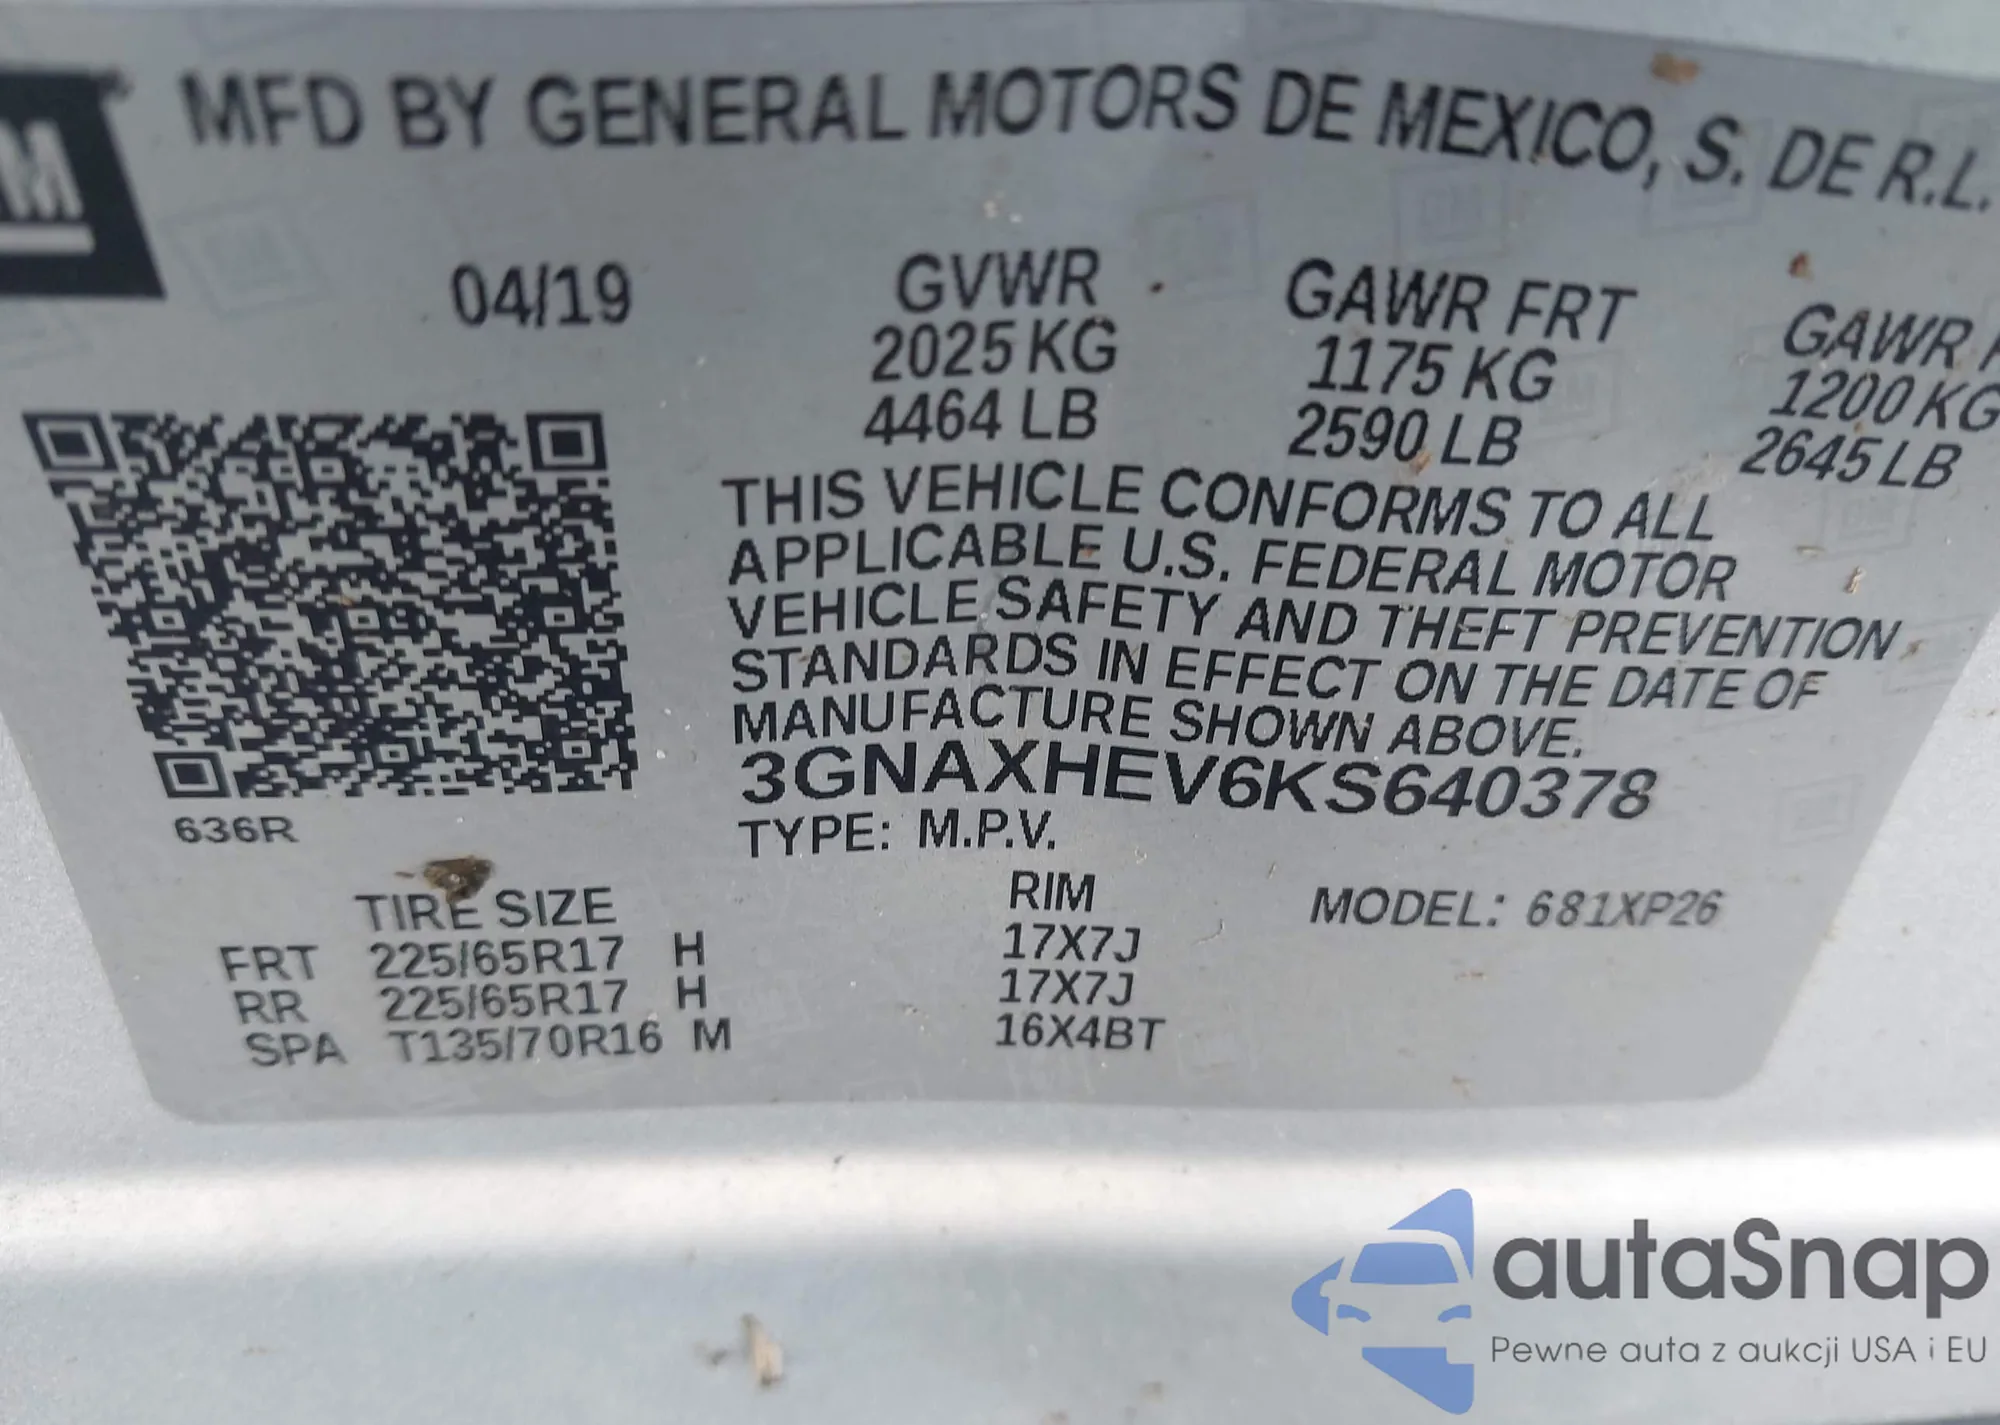 GM
MFD BY GENERAL MOTORS DE MEXICO, S. DE R.L.
04/19
GVWR
2025 KG
4464 LB
GAWR FRT
1175 KG
2590 LB
GAWR
1200 KG
2645 LB
THIS VEHICLE CONFORMS TO ALL
APPLICABLE U.S. FEDERAL MOTOR
VEHICLE SAFETY AND THEFT PREVENTION
STANDARDS IN EFFECT ON THE DATE OF
MANUFACTURE SHOWN ABOVE.
3GNAXHEV6KS640378
TYPE: M.P.V.
636R
TIRE SIZE RIM MODEL: 681XP26
FRT 225/65R17 H 17X7J
RR 225/65R17 H 17X7J
SPA T135/70R16 M 16X4BT
autaSnap
Pewne auta z aukcji USA i EU